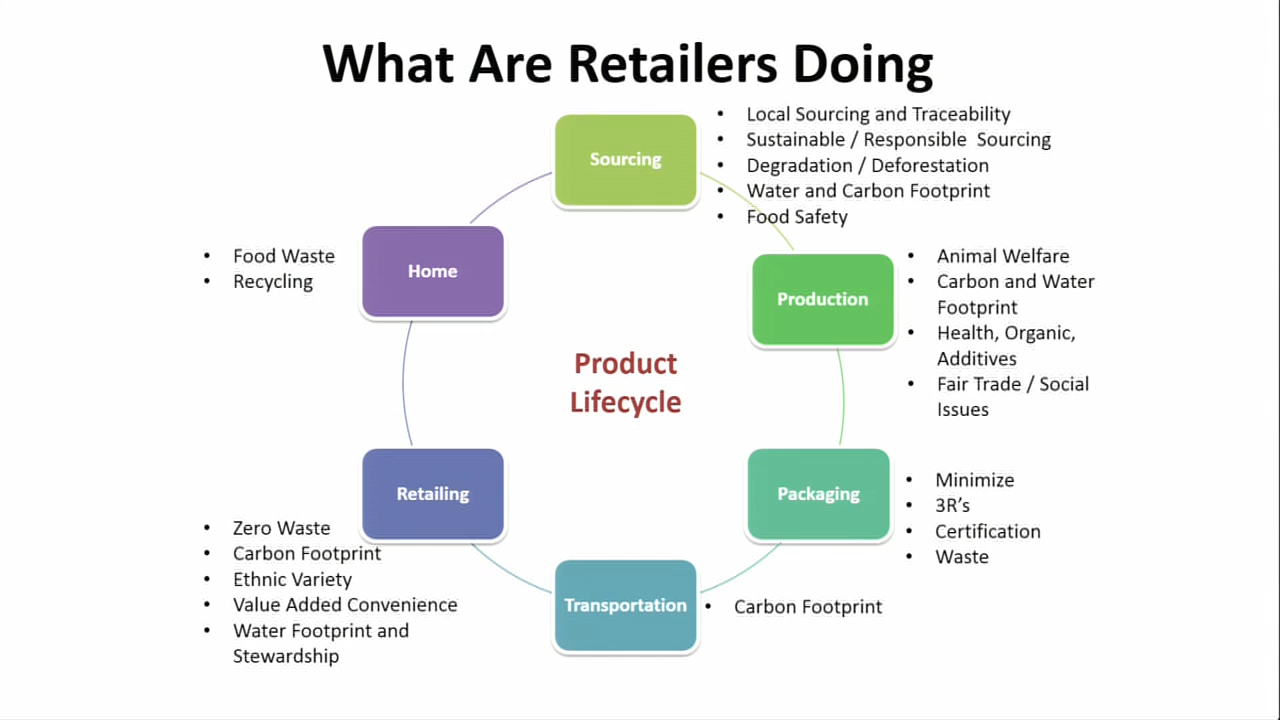 What Are Retailers Doing
Sourcing
• Local Sourcing and Traceability
• Sustainable / Responsible Sourcing
• Degradation / Deforestation
• Water and Carbon Footprint
• Food Safety
Production
• Animal Welfare
• Carbon and Water
Footprint
• Health, Organic,
Additives
• Fair Trade / Social
Issues
Packaging
• Minimize
• 3R’s
• Certification
• Waste
Transportation
• Carbon Footprint
Retailing
• Zero Waste
• Carbon Footprint
• Ethnic Variety
• Value Added Convenience
• Water Footprint and
Stewardship
Home
• Food Waste
• Recycling
Product
Lifecycle